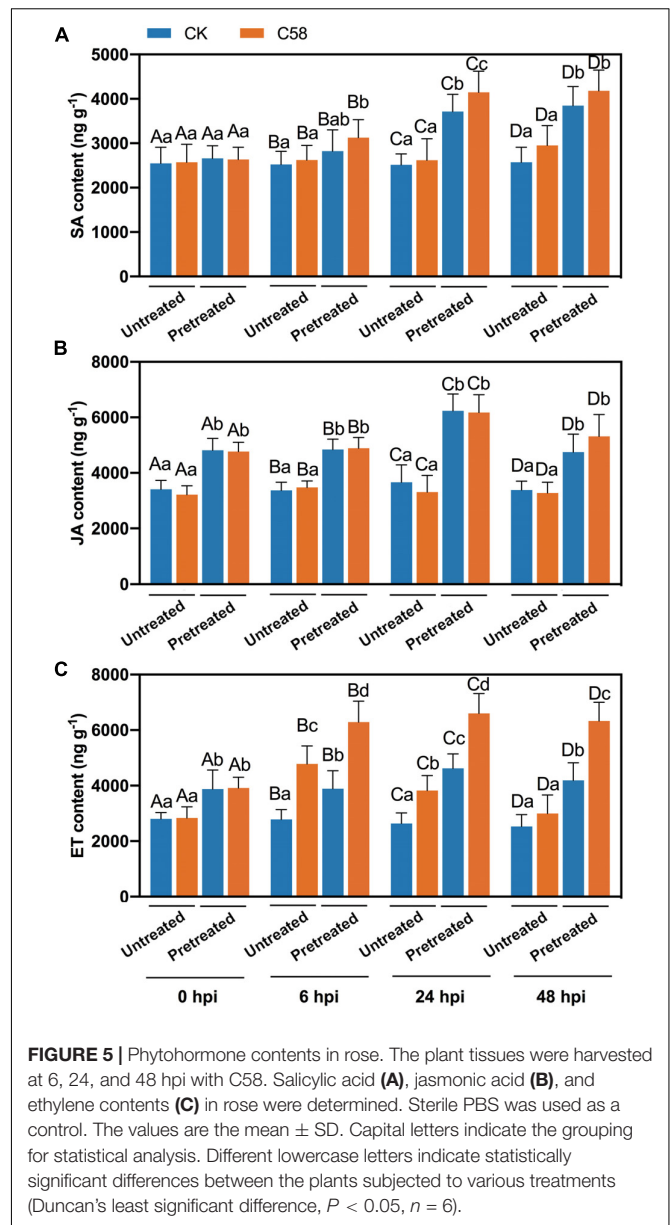 A
CK C58
5000
4000
3000
2000
1000
0
SA content (ng g⁻¹)
Aa Aa Aa Aa Ba Ba Bab Bb Ca Ca Cb Cc Da Da Db Db
Untreated Pretreated Untreated Pretreated Untreated Pretreated Untreated Pretreated
B
8000
6000
4000
2000
0
JA content (ng g⁻¹)
Aa Aa Ab Ab Ba Ba Bb Bb Ca Ca Cb Cb Da Da Db Db
Untreated Pretreated Untreated Pretreated Untreated Pretreated Untreated Pretreated
C
8000
6000
4000
2000
0
ET content (ng g⁻¹)
Aa Aa Ab Ab Ba Bc Bb Bd Ca Cb Cc Cd Da Da Db Dc
Untreated Pretreated Untreated Pretreated Untreated Pretreated Untreated Pretreated
0 hpi 6 hpi 24 hpi 48 hpi
FIGURE 5 | Phytohormone contents in rose. The plant tissues were harvested
at 6, 24, and 48 hpi with C58. Salicylic acid (A), jasmonic acid (B), and
ethylene contents (C) in rose were determined. Sterile PBS was used as a
control. The values are the mean ± SD. Capital letters indicate the grouping
for statistical analysis. Different lowercase letters indicate statistically
significant differences between the plants subjected to various treatments
(Duncan's least significant difference, P < 0.05, n = 6).